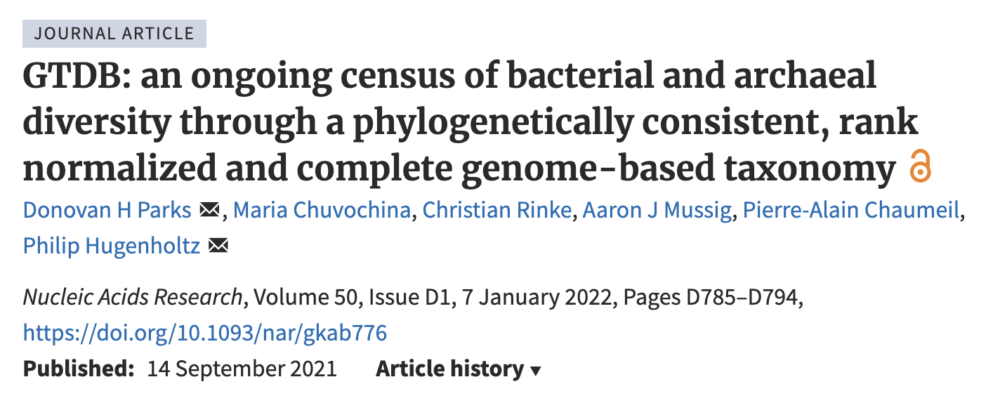 JOURNAL ARTICLE
GTDB: an ongoing census of bacterial and archaeal
diversity through a phylogenetically consistent, rank
normalized and complete genome-based taxonomy
Donovan H Parks, Maria Chuvochina, Christian Rinke, Aaron J Mussig, Pierre-Alain Chaumeil,
Philip Hugenholtz
Nucleic Acids Research, Volume 50, Issue D1, 7 January 2022, Pages D785–D794,
https://doi.org/10.1093/nar/gkab776
Published: 14 September 2021 Article history ▼